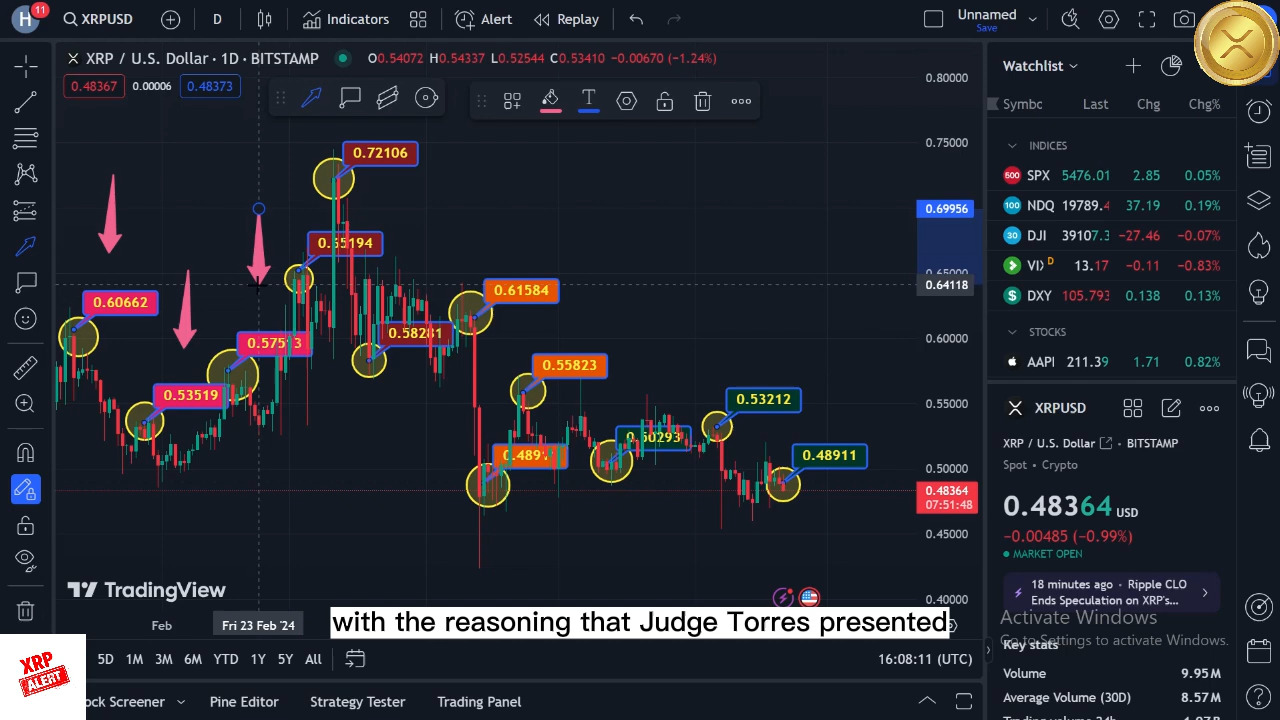 H
11
XRPUSD
D
Indicators
Alert
Replay
Unnamed
Save
XRP / U.S. Dollar · 1D · BITSTAMP
O0.54072 H0.54337 L0.52544 C0.53410 −0.00670 (−1.24%)
0.48367 0.00006 0.48373
0.80000
0.75000
0.69956
0.65000
0.64118
0.60000
0.55000
0.50000
0.48364
07:51:48
0.45000
0.40000
0.72106
0.65194
0.60662
0.61584
0.58281
0.55823
0.53519
0.53212
0.50293
0.48911
TradingView
Feb
Fri 23 Feb '24
with the reasoning that Judge Torres presented
5D 1M 3M 6M YTD 1Y 5Y All
16:08:11 (UTC)
XRP
ALERT
ock Screener
Pine Editor
Strategy Tester
Trading Panel
Watchlist
Symbc Last Chg Chg%
INDICES
500 SPX 5476.01 2.85 0.05%
100 NDQ 19789.4 37.19 0.19%
30 DJI 39107.3 −27.46 −0.07%
VIX D 13.17 −0.11 −0.83%
$ DXY 105.793 0.138 0.13%
STOCKS
AAPL 211.39 1.71 0.82%
XRPUSD
XRP / U.S. Dollar · BITSTAMP
Spot • Crypto
0.48364 USD
−0.00485 (−0.99%)
MARKET OPEN
18 minutes ago · Ripple CLO
Ends Speculation on XRP's...
Activate Windows
Go to Settings to activate Windows.
Key stats
Volume 9.95M
Average Volume (30D) 8.57M